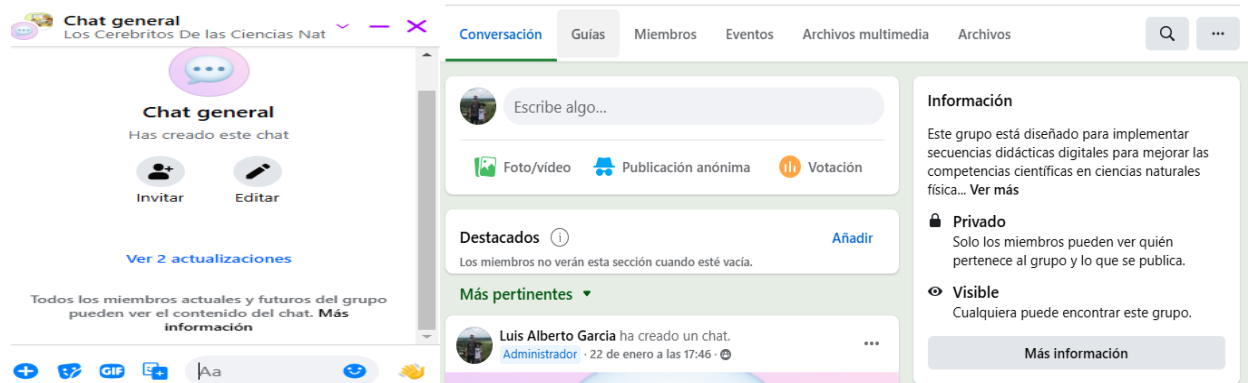 Chat general
Los Cerebritos De las Ciencias Nat
Chat general
Has creado este chat
Invitar
Editar
Ver 2 actualizaciones
Todos los miembros actuales y futuros del grupo
pueden ver el contenido del chat. Más
información
GIF
Aa
Conversación
Guías
Miembros
Eventos
Archivos multimedia
Archivos
Escribe algo...
Foto/vídeo
Publicación anónima
Votación
Destacados
Añadir
Los miembros no verán esta sección cuando esté vacía.
Más pertinentes
Luis Alberto Garcia ha creado un chat.
Administrador · 22 de enero a las 17:46 ·
Información
Este grupo está diseñado para implementar
secuencias didácticas digitales para mejorar las
competencias científicas en ciencias naturales
física... Ver más
Privado
Solo los miembros pueden ver quién
pertenece al grupo y lo que se publica.
Visible
Cualquiera puede encontrar este grupo.
Más información